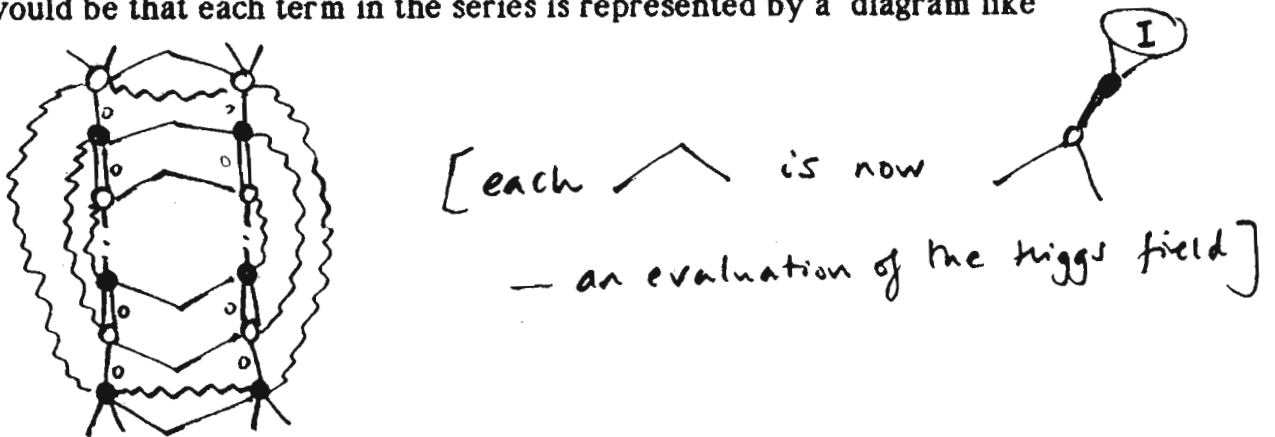 would be that each term in the series is represented by a diagram like
I
[each is now
— an evaluation of the Higgs field]
o o
o o
o o
o o